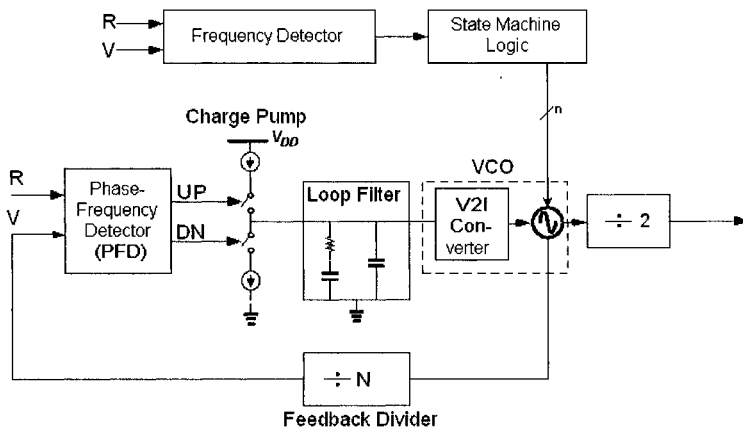 R
V
Frequency Detector
State Machine
Logic
n
Charge Pump
VDD
VCO
R
V
Phase-
Frequency
Detector
(PFD)
UP
DN
Loop Filter
V2I
Con-
verter
÷ 2
÷ N
Feedback Divider